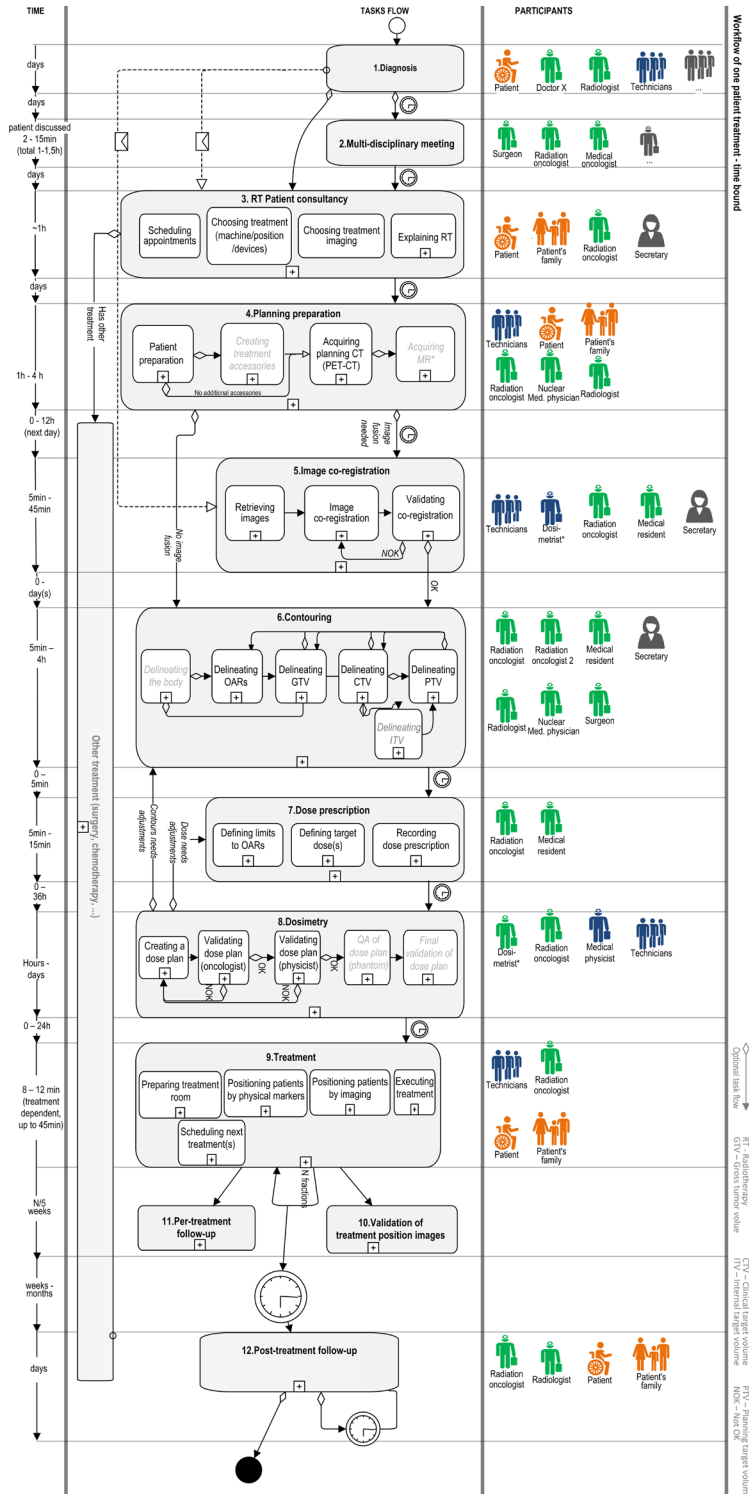 TIME
TASKS FLOW
PARTICIPANTS
Workflow of one patient treatment - time bound
days
1.Diagnosis
Patient
Doctor X
Radiologist
Technicians
...
days
patient discussed
2 - 15min
(total 1-1,5h)
2.Multi-disciplinary meeting
Surgeon
Radiation
oncologist
Medical
oncologist
...
days
~1h
3. RT Patient consultancy
Scheduling
appointments
Choosing treatment
(machine/position
/devices)
Choosing treatment
imaging
Explaining RT
+
+
Patient
Patient's
family
Radiation
oncologist
Secretary
Has other
treatment
days
1h - 4 h
4.Planning preparation
Patient
preparation
+
Creating
treatment
accessories
+
Acquiring
planning CT
(PET-CT)
+
Acquiring
MR*
+
No additional accessories
+
Technicians
Patient
Patient's
family
Radiation
oncologist
Nuclear
Med. physician
Radiologist
0 - 12h
(next day)
Image
fusion
needed
No image
fusion
5min -
45min
5.Image co-registration
Retrieving
images
+
Image
co-registration
+
Validating
co-registration
+
NOK
+
OK
Technicians
Dosi-
metrist*
Radiation
oncologist
Medical
resident
Secretary
0 -
day(s)
5min –
4h
6.Contouring
Delineating
the body
+
Delineating
OARs
+
Delineating
GTV
+
Delineating
CTV
+
Delineating
PTV
+
Delineating
ITV
+
+
Radiation
oncologist
Radiation
oncologist 2
Medical
resident
Secretary
Radiologist
Nuclear
Med. physician
Surgeon
Other treatment (surgery, chemotherapy, ...)
+
0 –
5min
Contours needs
adjustments
Dose needs
adjustments
5min -
15min
7.Dose prescription
Defining limits
to OARs
+
Defining target
dose(s)
+
Recording
dose prescription
+
+
Radiation
oncologist
Medical
resident
0 –
36h
Hours -
days
8.Dosimetry
Creating a
dose plan
+
Validating
dose plan
(oncologist)
+
OK
Validating
dose plan
(physicist)
+
OK
QA of
dose plan
(phantom)
+
Final
validation of
dose plan
+
NOK
NOK
+
Dosi-
metrist*
Radiation
oncologist
Medical
physicist
Technicians
0 – 24h
8 – 12 min
(treatment
dependent,
up to 45min)
9.Treatment
Preparing treatment
room
+
Positioning patients
by physical markers
+
Positioning patients
by imaging
+
Executing
treatment
+
Scheduling next
treatment(s)
+
+
Technicians
Radiation
oncologist
Patient
Patient's
family
Optional task flow
RT - Radiotherapy
GTV – Gross tumor volue
N/5
weeks
N fractions
11.Per-treatment
follow-up
+
10.Validation of
treatment position images
+
weeks -
months
CTV – Clinical target volume
ITV – Internal target volume
days
12.Post-treatment follow-up
+
Radiation
oncologist
Radiologist
Patient
Patient's
family
PTV – Planning target volum
NOK – Not OK